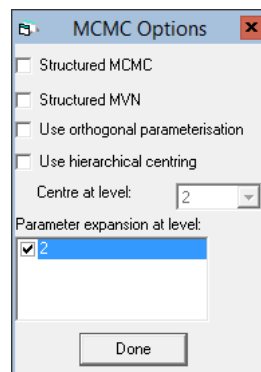 MCMC Options
Structured MCMC
Structured MVN
Use orthogonal parameterisation
Use hierarchical centring
Centre at level: 2
Parameter expansion at level:
2
Done